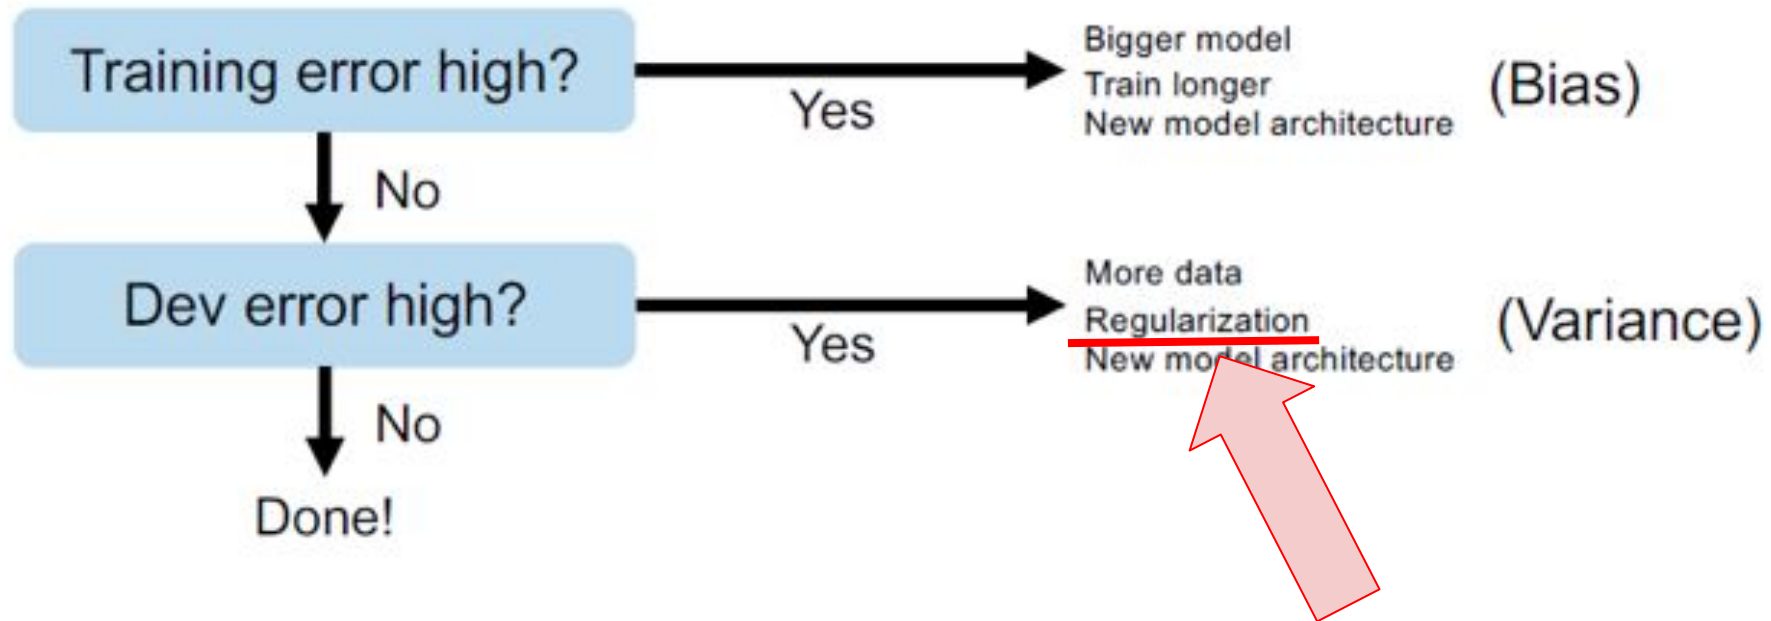 Training error high?
Yes
Bigger model
Train longer
New model architecture
(Bias)
No
Dev error high?
Yes
More data
Regularization
New model architecture
(Variance)
No
Done!